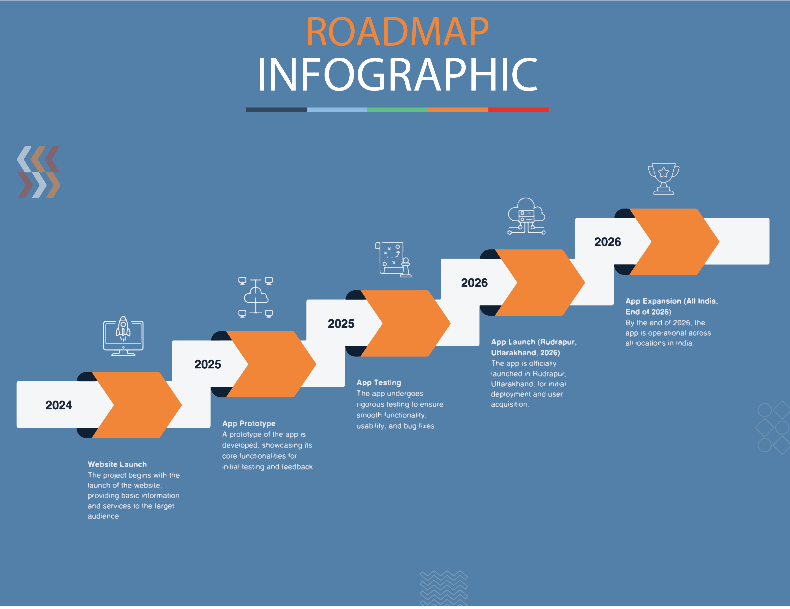 ROADMAP
INFOGRAPHIC
2024
Website Launch
The project begins with the
launch of the website,
providing basic information
and services to the target
audience
2025
App Prototype
A prototype of the app is
developed, showcasing its
core functionalities for
initial testing and feedback
2025
App Testing
The app undergoes
rigorous testing to ensure
smooth functionality,
usability, and bug fixes
2026
App Launch (Rudrapur,
Uttarakhand, 2026)
The app is officially
launched in Rudrapur,
Uttarakhand, for initial
deployment and user
acquisition.
2026
App Expansion (All India,
End of 2026)
By the end of 2026, the
app is operational across
all locations in India.